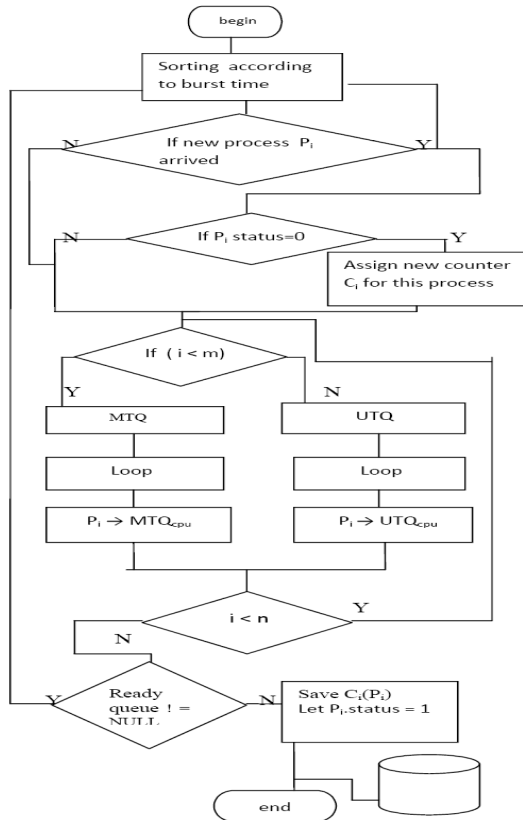 begin
Sorting according
to burst time
N
If new process Pi
Y
arrived
N
If Pi status=0
Y
Assign new counter
Ci for this process
If ( i < m)
Y
N
MTQ
UTQ
Loop
Loop
Pi → MTQcpu
Pi → UTQcpu
i < n
Y
N
Y
Ready
queue ! =
NULL
N
Save Ci(Pi)
Let Pi.status = 1
end